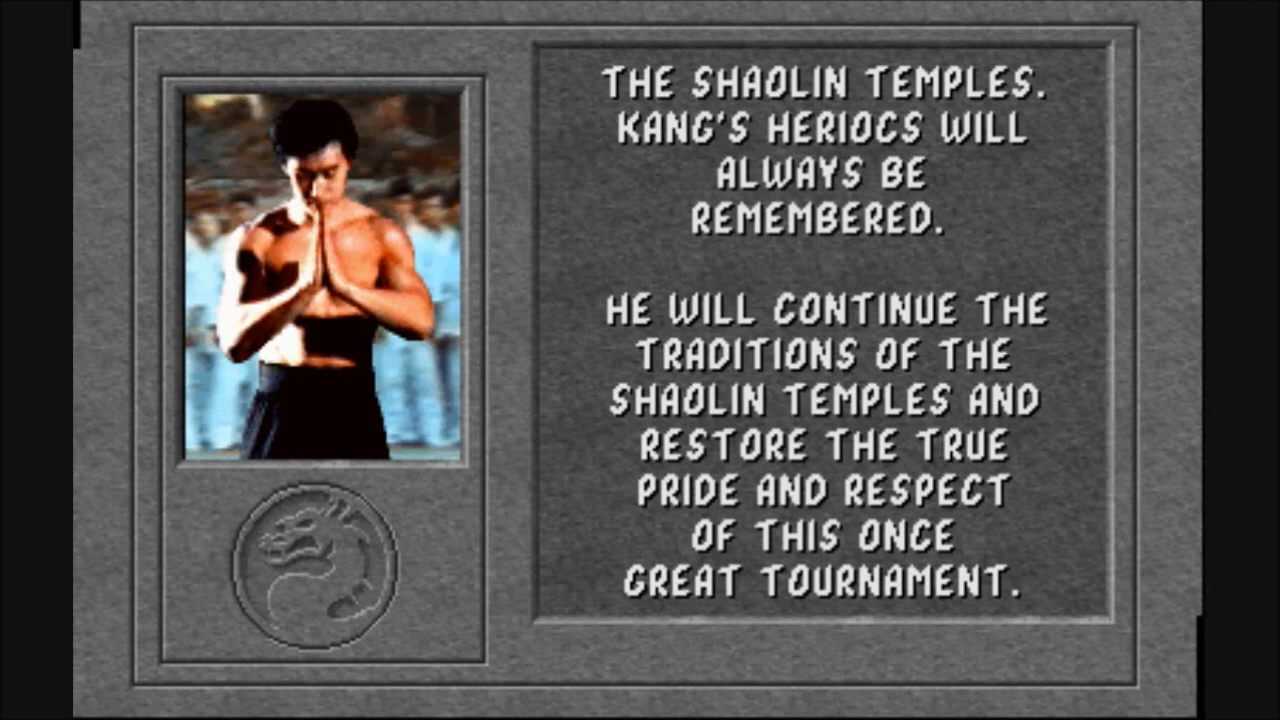 THE SHAOLIN TEMPLES.
KANG'S HERIOCS WILL
ALWAYS BE
REMEMBERED.
HE WILL CONTINUE THE
TRADITIONS OF THE
SHAOLIN TEMPLES AND
RESTORE THE TRUE
PRIDE AND RESPECT
OF THIS ONCE
GREAT TOURNAMENT.